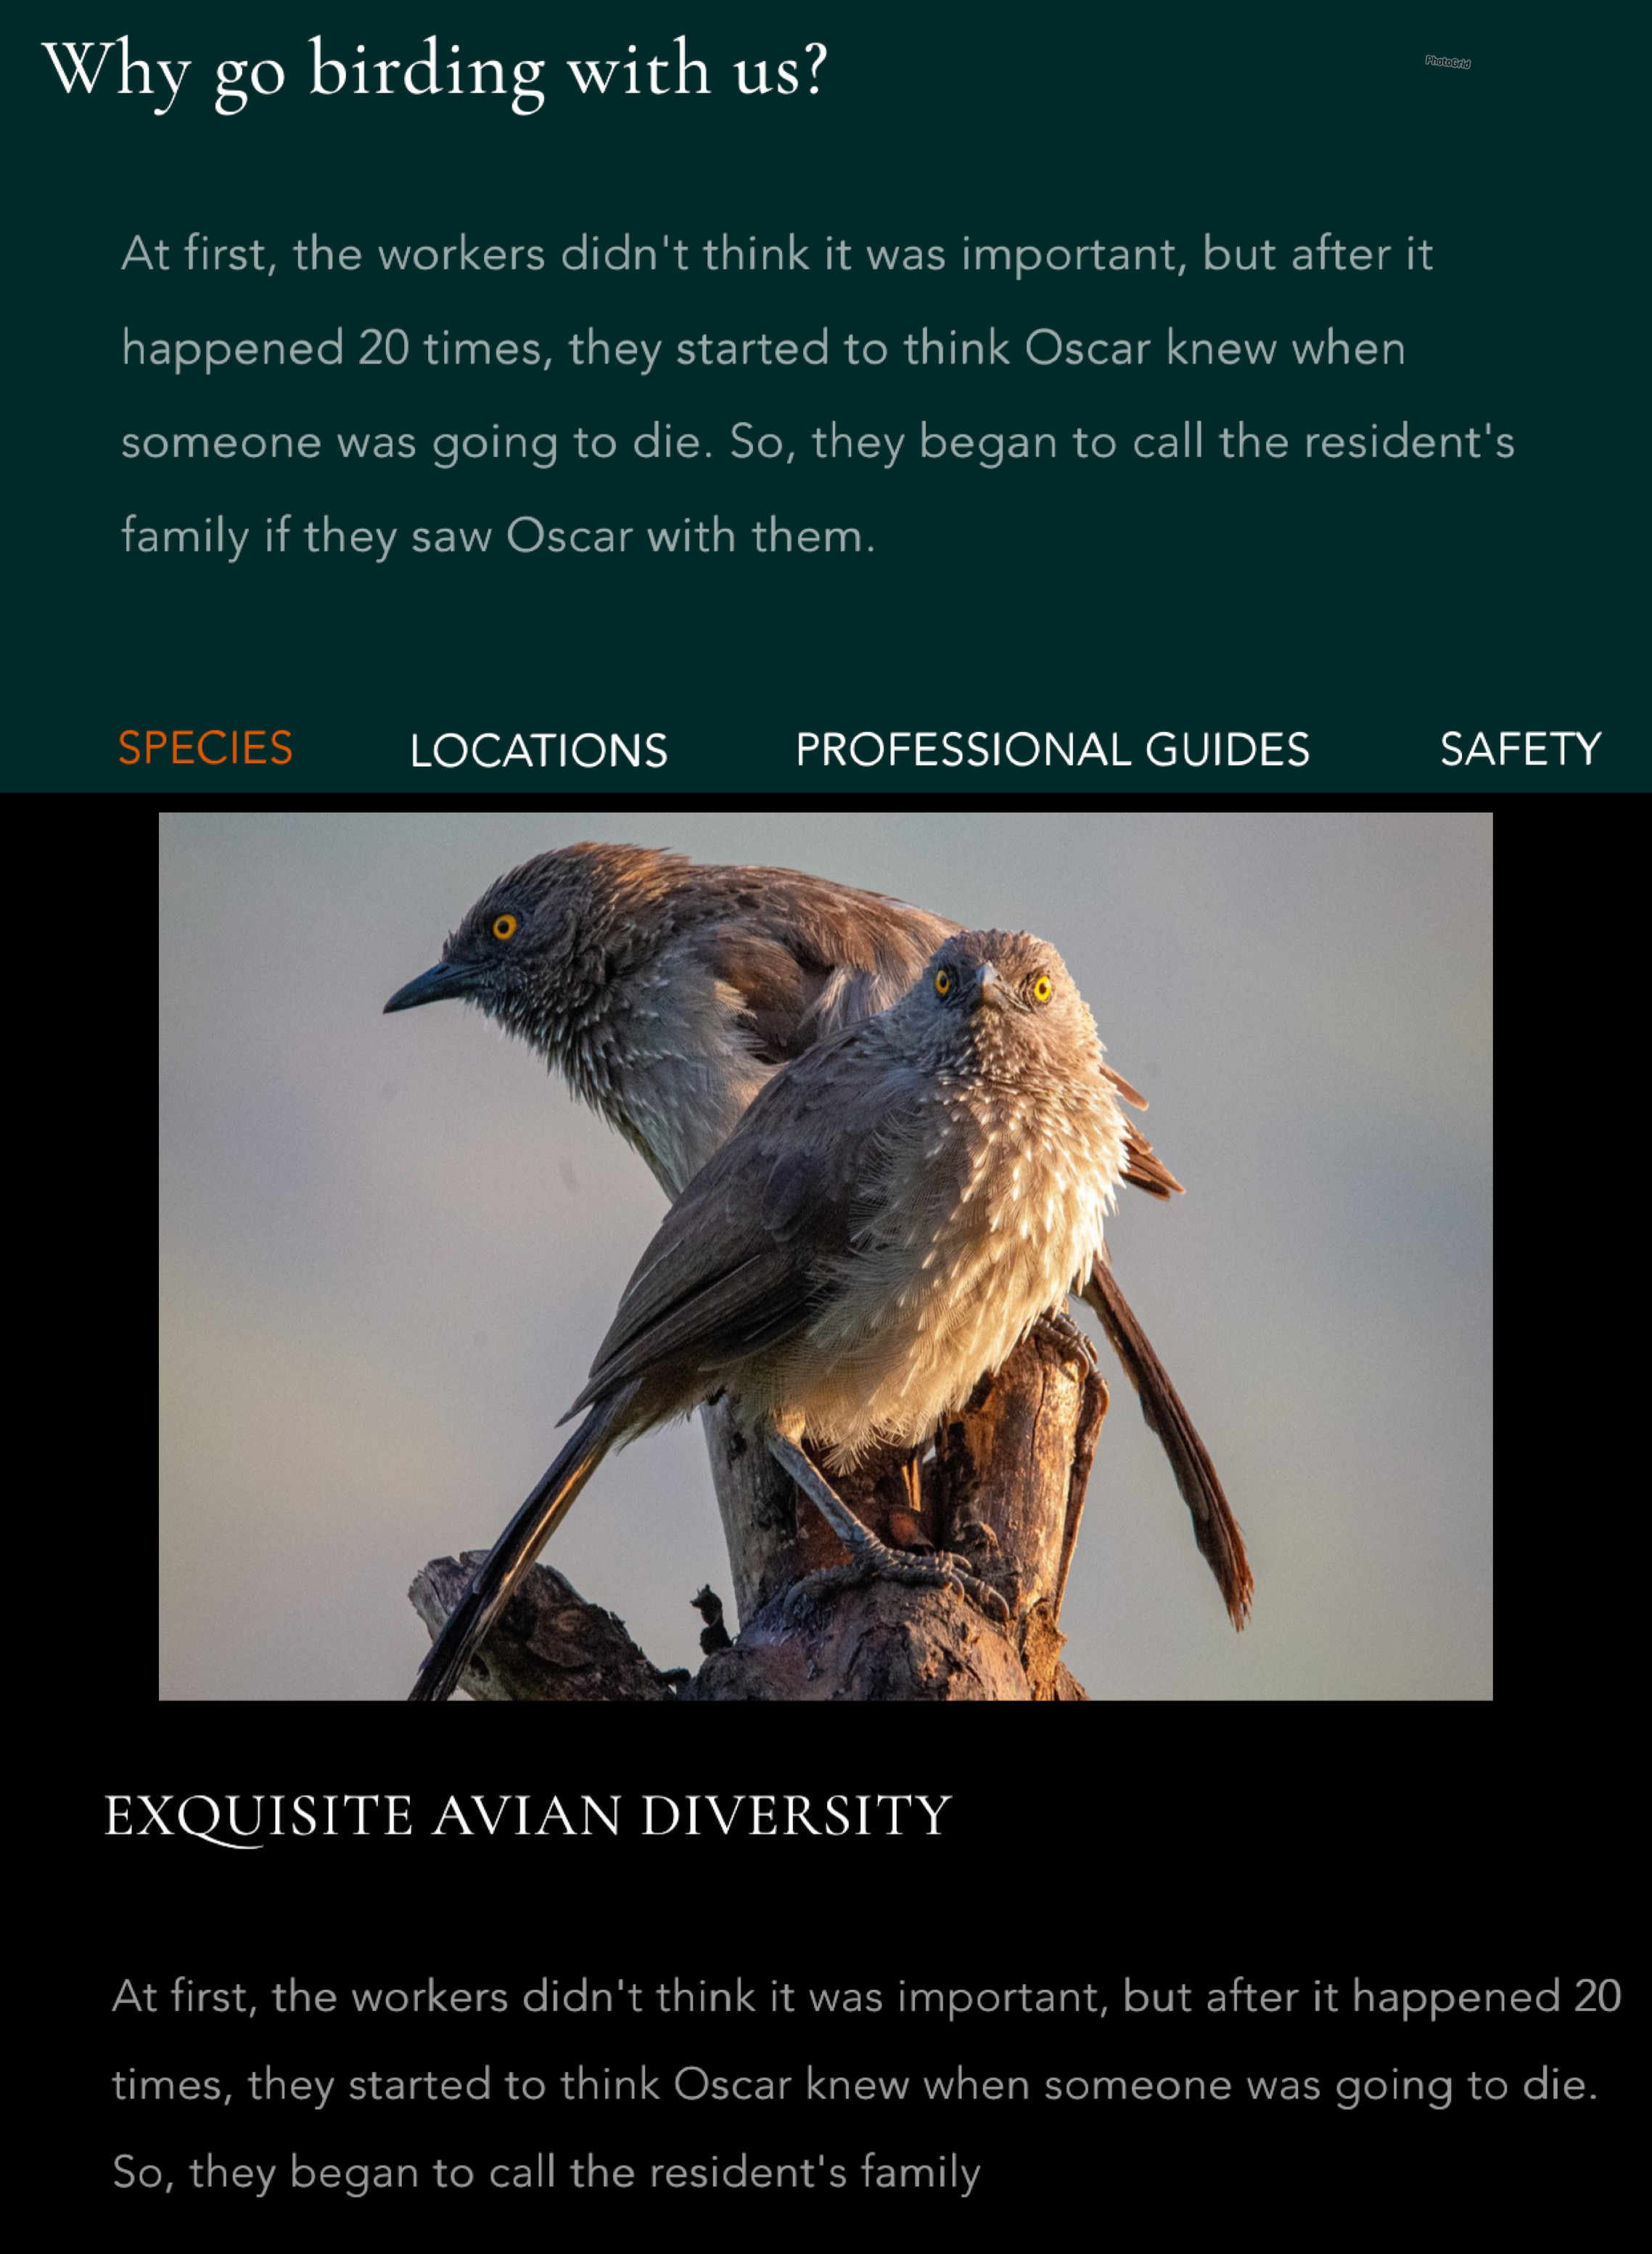 Why go birding with us?
PhotoGrid
At first, the workers didn't think it was important, but after it
happened 20 times, they started to think Oscar knew when
someone was going to die. So, they began to call the resident's
family if they saw Oscar with them.
SPECIES LOCATIONS PROFESSIONAL GUIDES SAFETY
EXQUISITE AVIAN DIVERSITY
At first, the workers didn't think it was important, but after it happened 20
times, they started to think Oscar knew when someone was going to die.
So, they began to call the resident's family